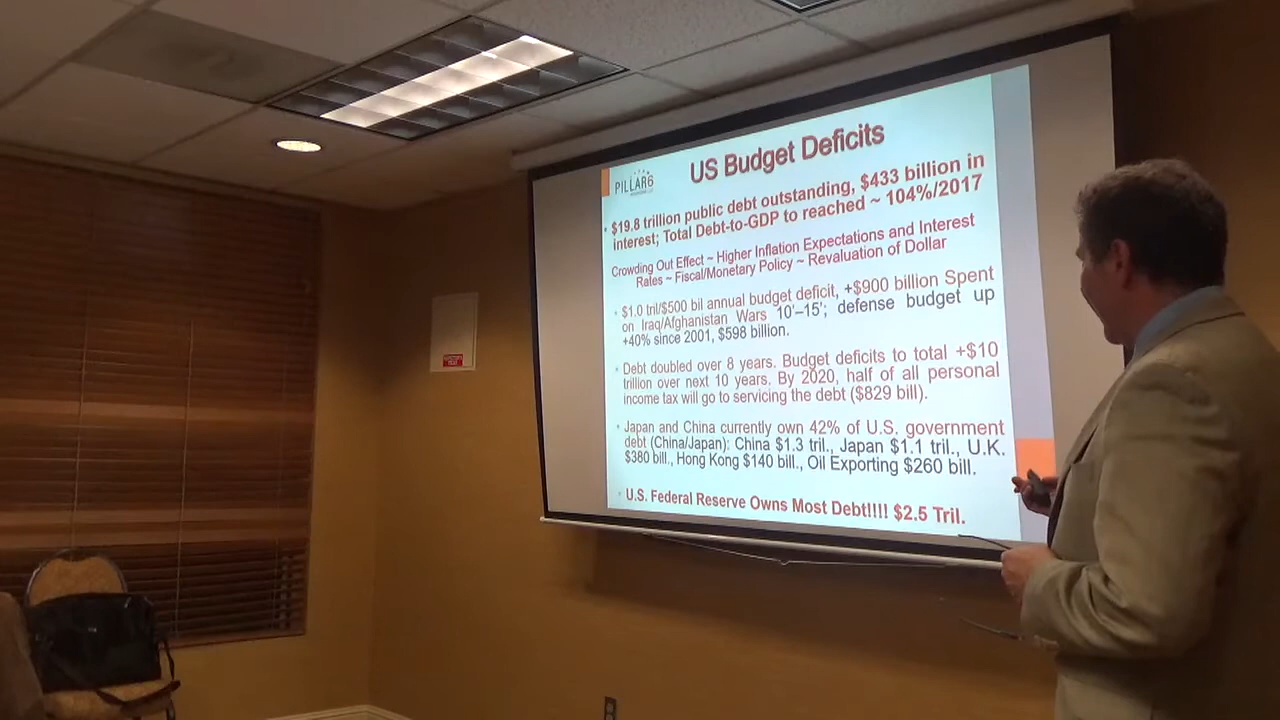 US Budget Deficits
PILLAR6
$19.8 trillion public debt outstanding, $433 billion in
interest; Total Debt-to-GDP to reached ~ 104%/2017
Crowding Out Effect ~ Higher Inflation Expectations and Interest
Rates ~ Fiscal/Monetary Policy ~ Revaluation of Dollar
$1.0 tril/$500 bil annual budget deficit, +$900 billion Spent
on Iraq/Afghanistan Wars 10'–15'; defense budget up
+40% since 2001, $598 billion.
Debt doubled over 8 years. Budget deficits to total +$10
trillion over next 10 years. By 2020, half of all personal
income tax will go to servicing the debt ($829 bill).
Japan and China currently own 42% of U.S. government
debt (China/Japan): China $1.3 tril., Japan $1.1 tril., U.K.
$380 bill., Hong Kong $140 bill., Oil Exporting $260 bill.
U.S. Federal Reserve Owns Most Debt!!!! $2.5 Tril.